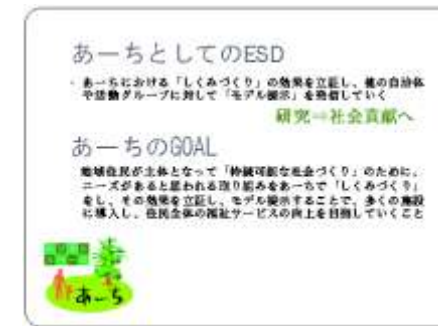 あーちとしてのESD
・ あーちにおける「しくみづくり」の効果を立証し、他の自治体
や活動グループに対して「モデル提示」を発信していく
研究⇒社会貢献へ
あーちのGOAL
地域住民が主体となって「持続可能な社会づくり」のために、
ニーズがあると思われる取り組みをあーちで「しくみづくり」
をし、その効果を立証し、モデル提示することで、多くの施設
に導入し、住民全体の福祉サービスの向上を目指していくこと
あーち